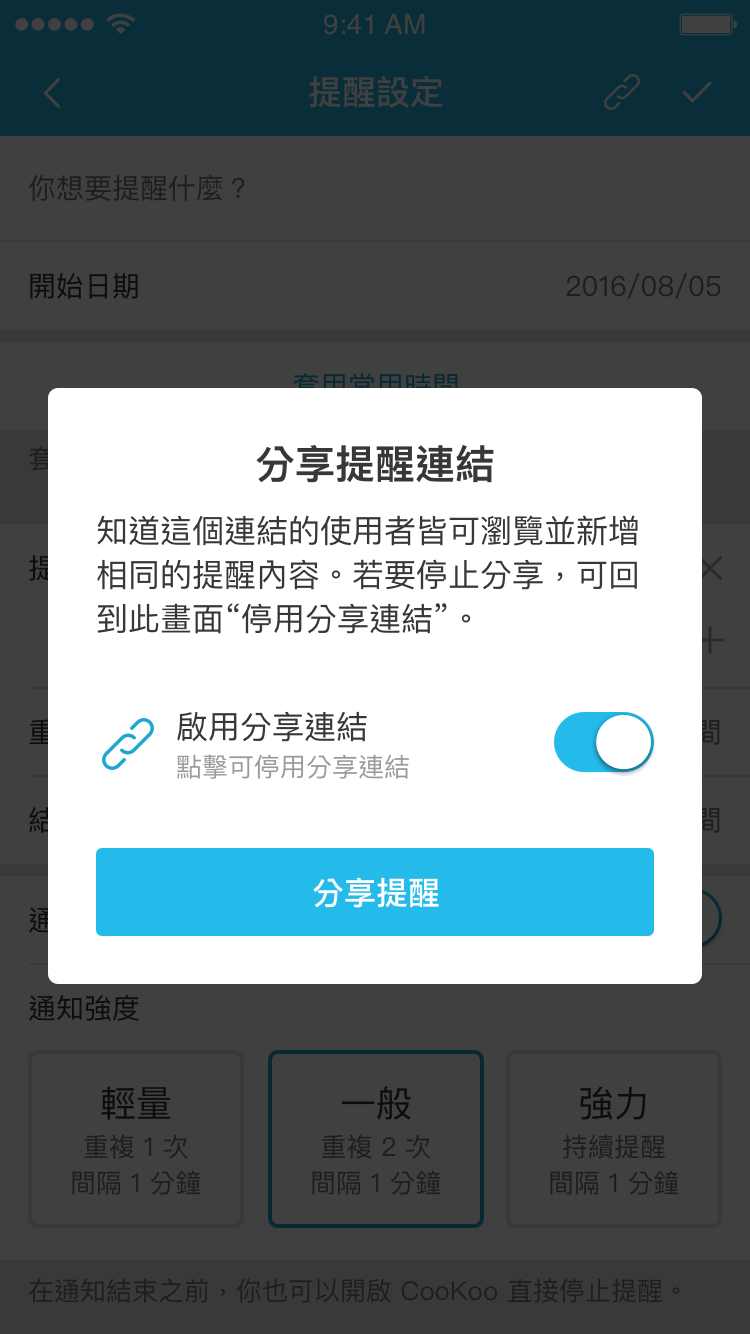 9:41 AM
提醒設定
你想要提醒什麼？
開始日期 2016/08/05
套用常用時間
分享提醒連結
知道這個連結的使用者皆可瀏覽並新增
相同的提醒內容。若要停止分享，可回
到此畫面“停用分享連結”。
啟用分享連結
點擊可停用分享連結
分享提醒
通知強度
輕量
重複 1 次
間隔 1 分鐘
一般
重複 2 次
間隔 1 分鐘
強力
持續提醒
間隔 1 分鐘
在通知結束之前，你也可以開啟 CooKoo 直接停止提醒。